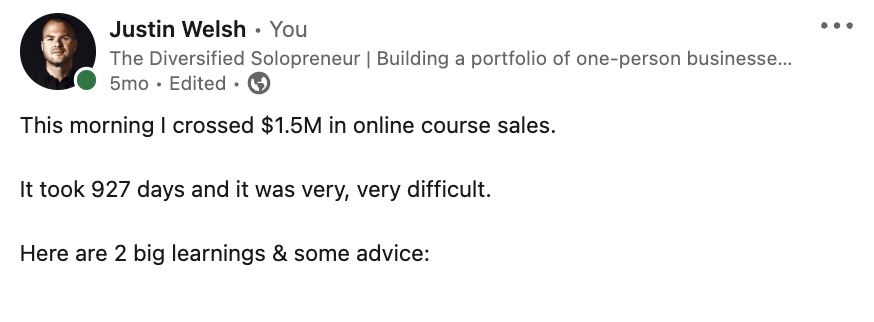 Justin Welsh • You
The Diversified Solopreneur | Building a portfolio of one-person businesse...
5mo • Edited •
This morning I crossed $1.5M in online course sales.
It took 927 days and it was very, very difficult.
Here are 2 big learnings & some advice: